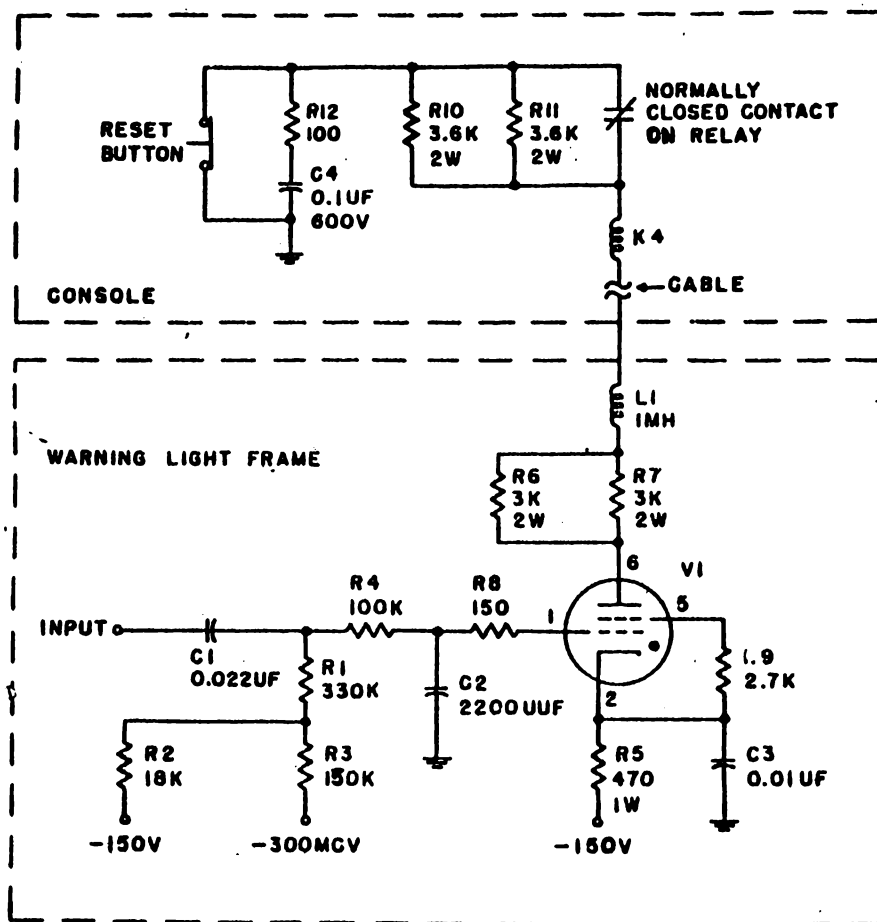 RESET
BUTTON
R12
100
C4
0.1UF
600V
R10
3.6K
2W
R11
3.6K
2W
NORMALLY
CLOSED CONTACT
ON RELAY
K4
CABLE
CONSOLE
L1
1MH
WARNING LIGHT FRAME
R6
3K
2W
R7
3K
2W
6
V1
5
R4
100K
R8
150
1
INPUT
C1
0.022UF
R1
330K
C2
2200UUF
2
2.7K
R2
18K
R3
150K
R5
470
1W
C3
0.01UF
-150V
-300MCV
-150V